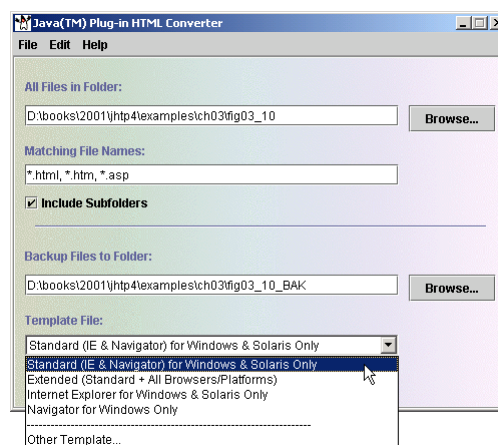 Java(TM) Plug-in HTML Converter
File Edit Help
All Files in Folder:
D:\books\2001\jhtp4\examples\ch03\fig03_10
Browse...
Matching File Names:
*.html, *.htm, *.asp
Include Subfolders
Backup Files to Folder:
D:\books\2001\jhtp4\examples\ch03\fig03_10_BAK
Browse...
Template File:
Standard (IE & Navigator) for Windows & Solaris Only
Standard (IE & Navigator) for Windows & Solaris Only
Extended (Standard + All Browsers/Platforms)
Internet Explorer for Windows & Solaris Only
Navigator for Windows Only
--------------------------------------------------------------------
Other Template...